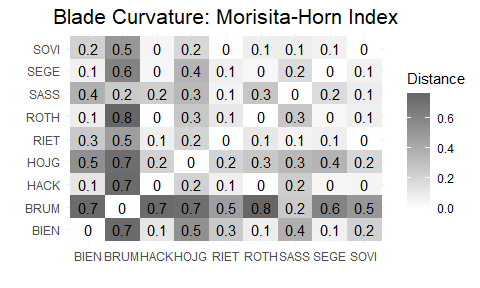 Blade Curvature: Morisita-Horn Index
SOVI 0.2 0.5 0 0.2 0 0.1 0.1 0.1 0
SEGE 0.1 0.6 0 0.4 0.1 0 0.2 0 0.1
SASS 0.4 0.2 0.2 0.3 0.1 0.3 0 0.2 0.1
ROTH 0.1 0.8 0 0.3 0.1 0 0.3 0 0.1
RIET 0.3 0.5 0.1 0.2 0 0.1 0.1 0.1 0
HOJG 0.5 0.7 0.2 0 0.2 0.3 0.3 0.4 0.2
HACK 0.1 0.7 0 0.2 0.1 0 0.2 0 0
BRUM 0.7 0 0.7 0.7 0.5 0.8 0.2 0.6 0.5
BIEN 0 0.7 0.1 0.5 0.3 0.1 0.4 0.1 0.2
BIEN BRUM HACK HOJG RIET ROTH SASS SEGE SOVI
Distance
0.6
0.4
0.2
0.0